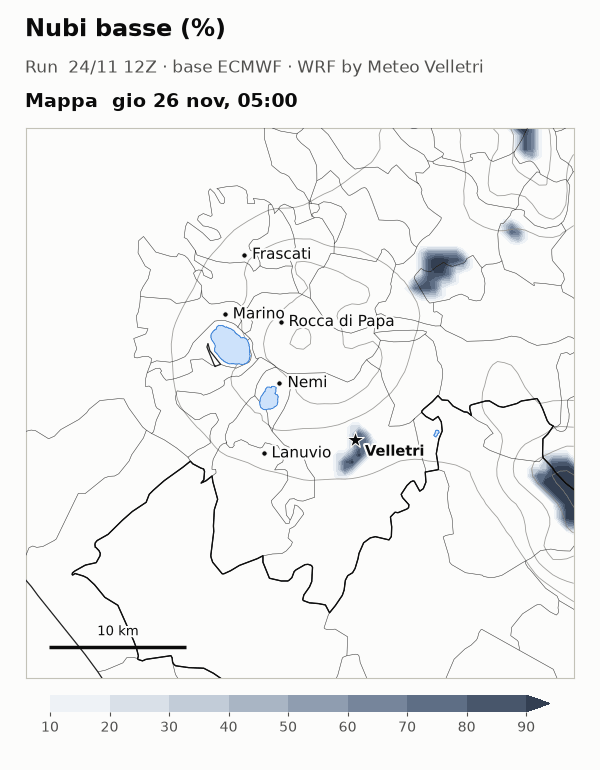 Nubi basse (%)
Run  24/11 12Z · base ECMWF · WRF by Meteo Velletri
Mappa  gio 26 nov, 05:00
Frascati
Marino
Rocca di Papa
Nemi
Velletri
Lanuvio
10 km
10 20 30 40 50 60 70 80 90